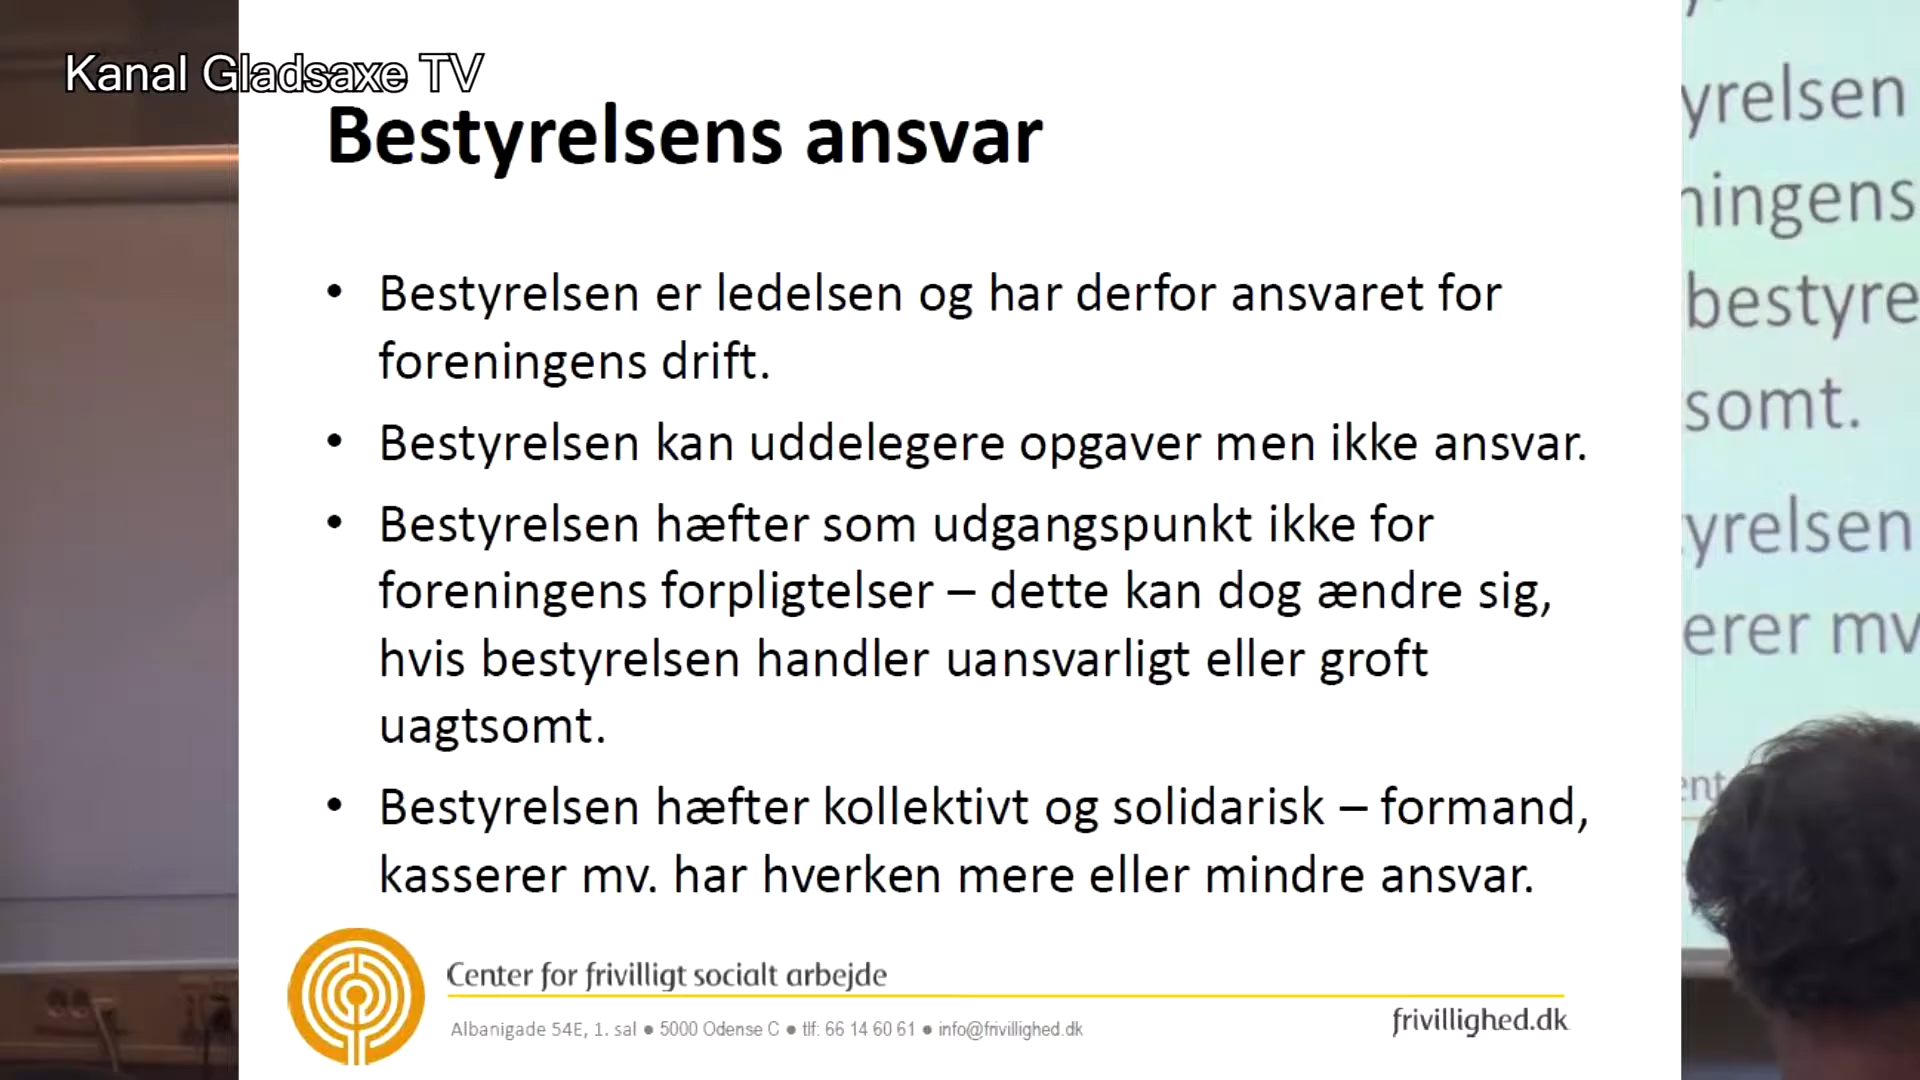 Kanal Gladsaxe TV
Bestyrelsens ansvar
• Bestyrelsen er ledelsen og har derfor ansvaret for
foreningens drift.
• Bestyrelsen kan uddelegere opgaver men ikke ansvar.
• Bestyrelsen hæfter som udgangspunkt ikke for
foreningens forpligtelser – dette kan dog ændre sig,
hvis bestyrelsen handler uansvarligt eller groft
uagtsomt.
• Bestyrelsen hæfter kollektivt og solidarisk – formand,
kasserer mv. har hverken mere eller mindre ansvar.
Center for frivilligt socialt arbejde
Albanigade 54E, 1. sal ● 5000 Odense C ● tlf: 66 14 60 61 ● info@frivillighed.dk
frivillighed.dk
yrelsen
ningens
bestyre
somt.
yrelsen
erer mv